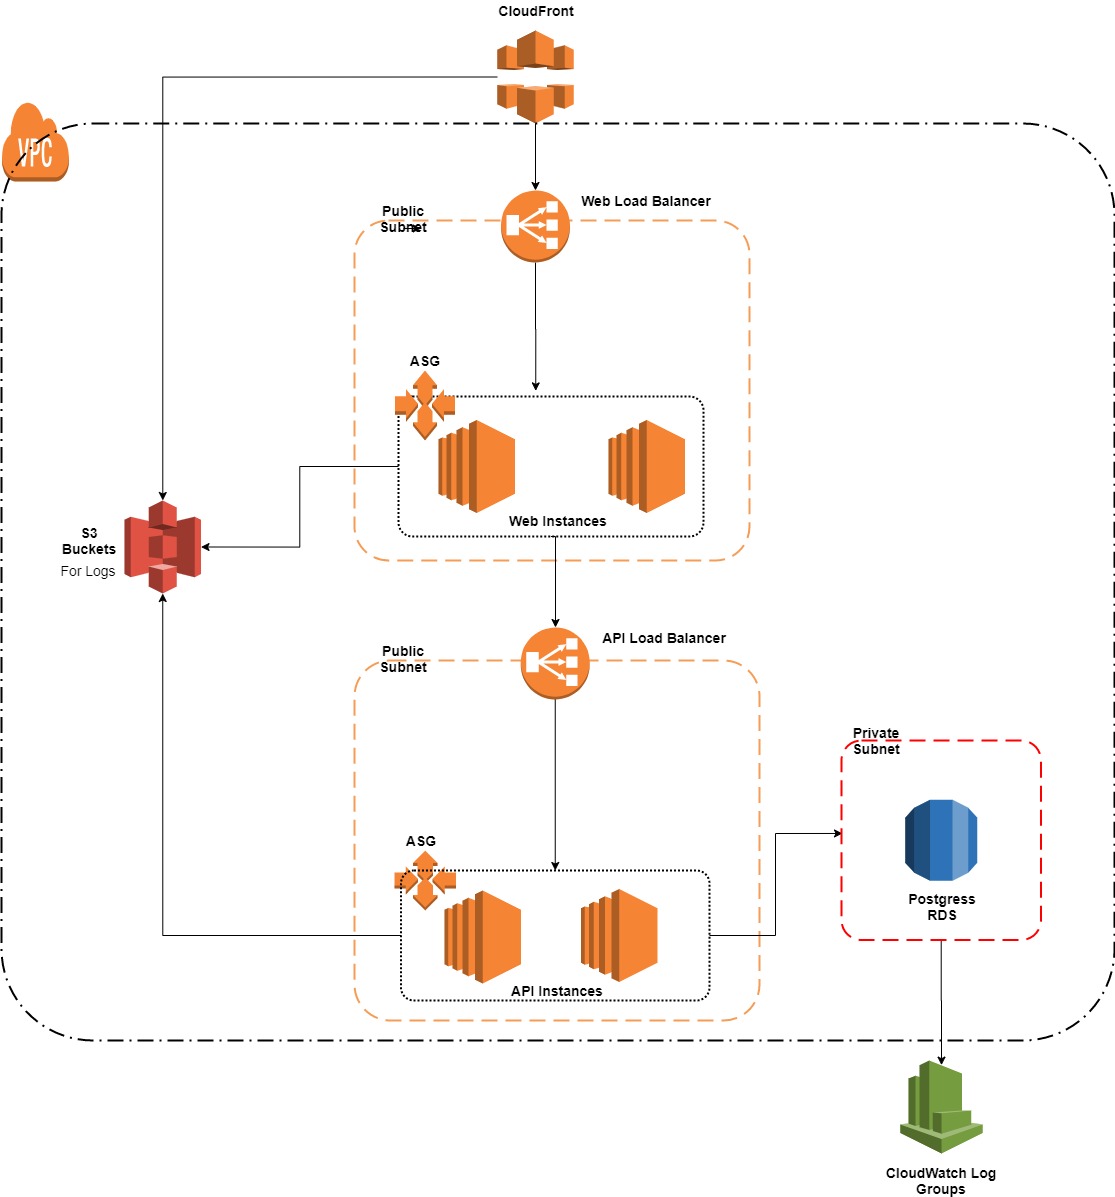 CloudFront
VPC
Web Load Balancer
Public
Subnet
ASG
Web Instances
S3
Buckets
For Logs
API Load Balancer
Public
Subnet
Private
Subnet
ASG
Postgress
RDS
API Instances
CloudWatch Log
Groups